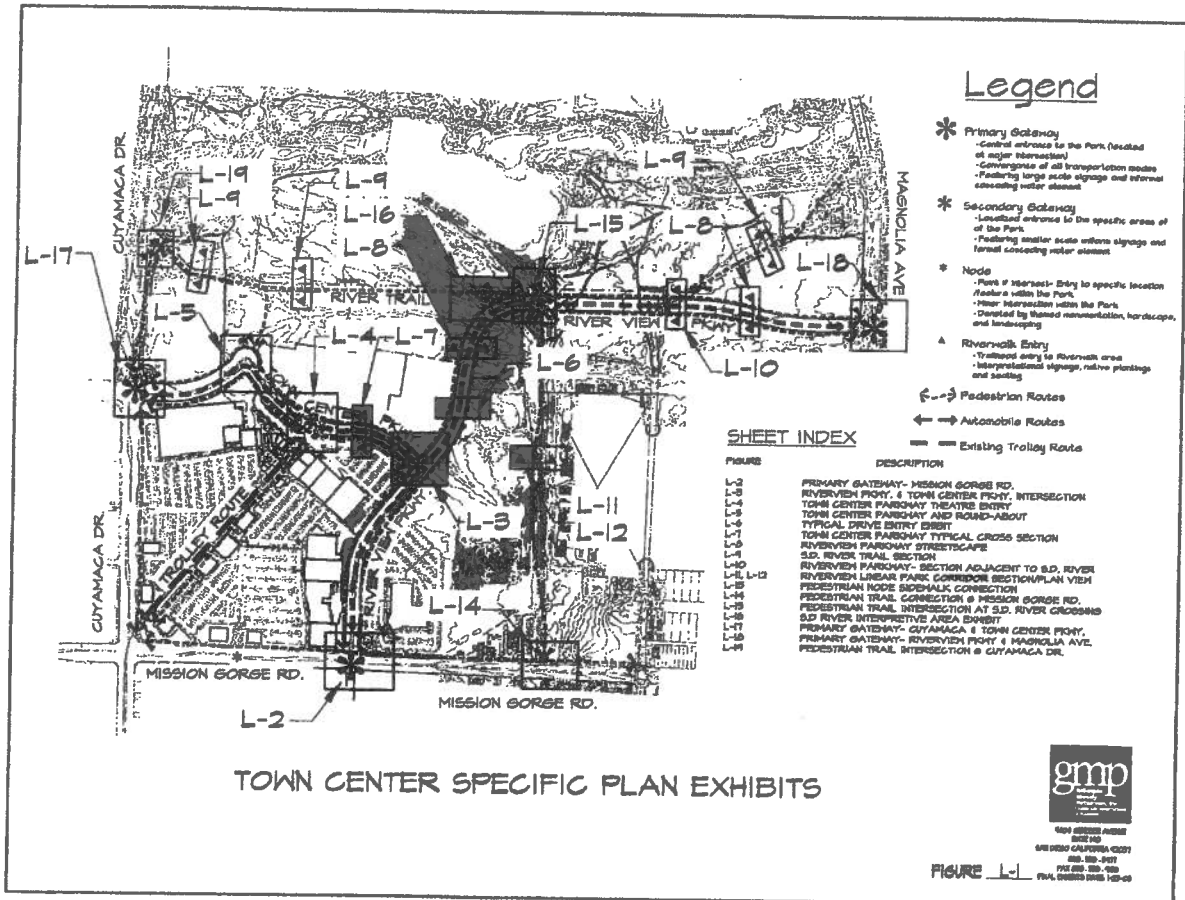 Legend
Primary Gateway
-Central entrance to the Park (located
at major intersection)
-Convergence of all transportation modes
-Featuring large scale signage and informal
cascading water element
Secondary Gateway
-Localized entrance to the specific areas of
of the Park
-Featuring smaller scale signage and
formal cascading water element
Node
-Point of Entry to specific location
/feature within the Park
-Minor intersection within the Park
-Denoted by themed monumentation, hardscape,
and landscaping
Riverwalk Entry
-Trailhead entry to Riverwalk area
-Interpretational signage, native plantings
and seating
Pedestrian Routes
Automobile Routes
Existing Trolley Route
CUYAMACA DR.
L-19
L-9
L-9
L-16
L-8
L-9
L-15
L-8
MAGNOLIA AVE.
L-17
L-18
RIVER TRAIL
L-5
L-4
L-7
RIVER VIEW PKWY
L-6
L-10
CENTER
L-3
L-11
L-12
TROLLEY ROUTE
RIVER VIEW
CUYAMACA DR.
L-14
MISSION GORGE RD.
MISSION GORGE RD.
L-2
SHEET INDEX
FIGURE DESCRIPTION
L-2 PRIMARY GATEWAY- MISSION GORGE RD.
L-3 RIVERVIEW PKWY. & TOWN CENTER PKWY. INTERSECTION
L-4 TOWN CENTER PARKWAY THEATRE ENTRY
L-5 TOWN CENTER PARKWAY AND ROUND-ABOUT
L-6 TYPICAL DRIVE ENTRY
L-7 TOWN CENTER PARKWAY TYPICAL CROSS SECTION
L-8 RIVERVIEW PARKWAY STREETSCAPE
L-9 S.D. RIVER TRAIL SECTION
L-10 RIVERVIEW PARKWAY- SECTION ADJACENT TO S.D. RIVER
L-11, L-12 RIVERVIEW LINEAR PARK CORRIDOR SECTION/PLAN VIEW
L-13 PEDESTRIAN NODE SIDEWALK CONNECTION
L-14 PEDESTRIAN TRAIL CONNECTION @ MISSION GORGE RD.
L-15 PEDESTRIAN TRAIL INTERSECTION AT S.D. RIVER CROSSING
L-16 S.D RIVER INTERPRETIVE AREA EXHIBIT
L-17 PRIMARY GATEWAY- CUYAMACA & TOWN CENTER PKWY.
L-18 PRIMARY GATEWAY- RIVERVIEW PKWY & MAGNOLIA AVE.
L-19 PEDESTRIAN TRAIL INTERSECTION @ CUYAMACA DR.
TOWN CENTER SPECIFIC PLAN EXHIBITS
gmp
SAN DIEGO CALIFORNIA
FIGURE L-1